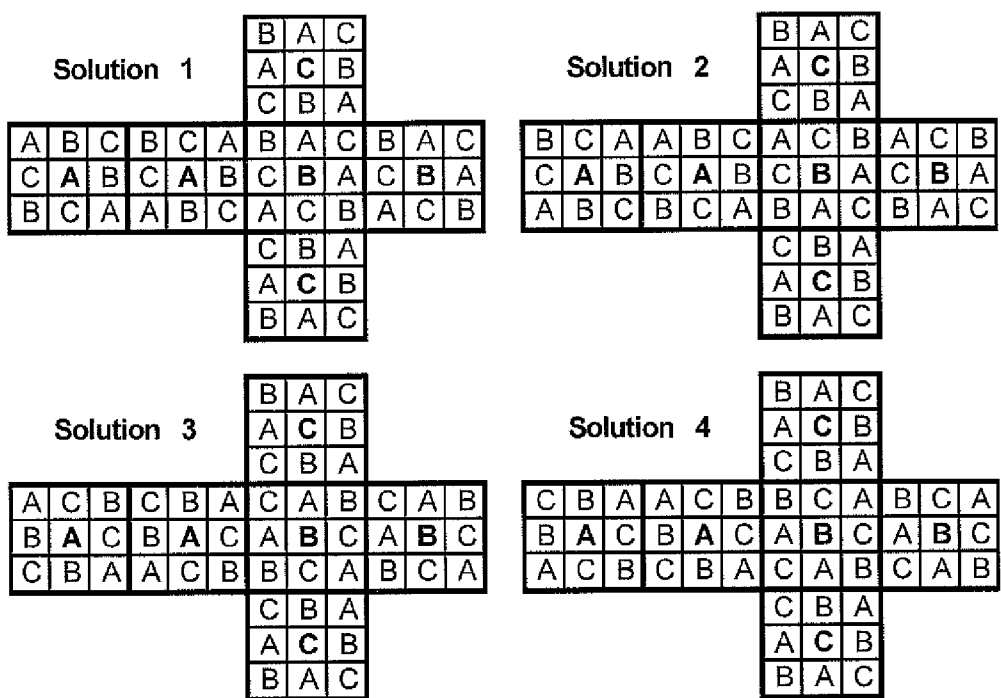 Solution 1
B A C
A C B
C B A
A B C B C A B A C B A C
C A B C A B C B A C B A
B C A A B C A C B A C B
C B A
A C B
B A C
Solution 2
B A C
A C B
C B A
B C A A B C A C B A C B
C A B C A B C B A C B A
A B C B C A B A C B A C
C B A
A C B
B A C
Solution 3
B A C
A C B
C B A
A C B C B A C A B C A B
B A C B A C A B C A B C
C B A A C B B C A B C A
C B A
A C B
B A C
Solution 4
B A C
A C B
C B A
C B A A C B B C A B C A
B A C B A C A B C A B C
A C B C B A C A B C A B
C B A
A C B
B A C